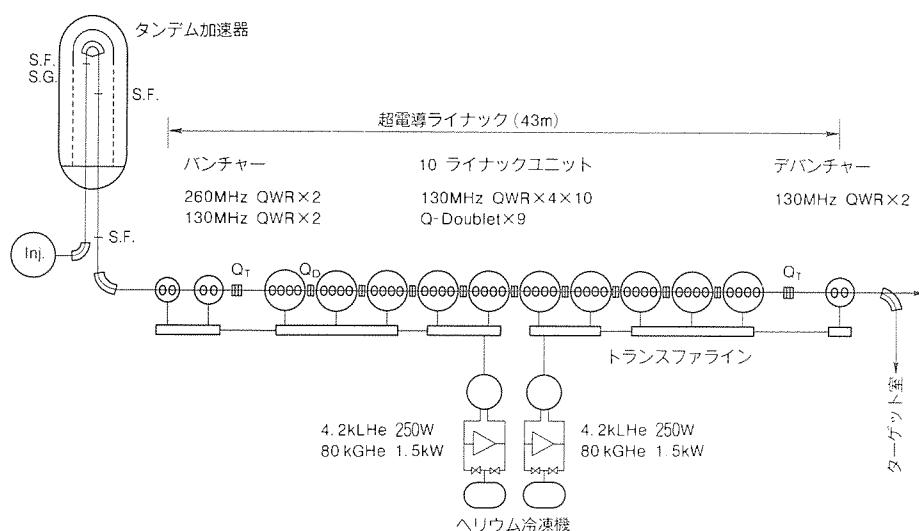 タンデム加速器
S.F.
S.G.
S.F.
超電導ライナック(43m)
バンチャー
10 ライナックユニット
デバンチャー
260MHz QWR×2
130MHz QWR×4×10
130MHz QWR×2
130MHz QWR×2
Q-Doublet×9
S.F.
Inj.
QT
QD
QT
トランスファライン
ターゲット室
4.2kLHe 250W
80kGHe 1.5kW
4.2kLHe 250W
80kGHe 1.5kW
ヘリウム冷凍機